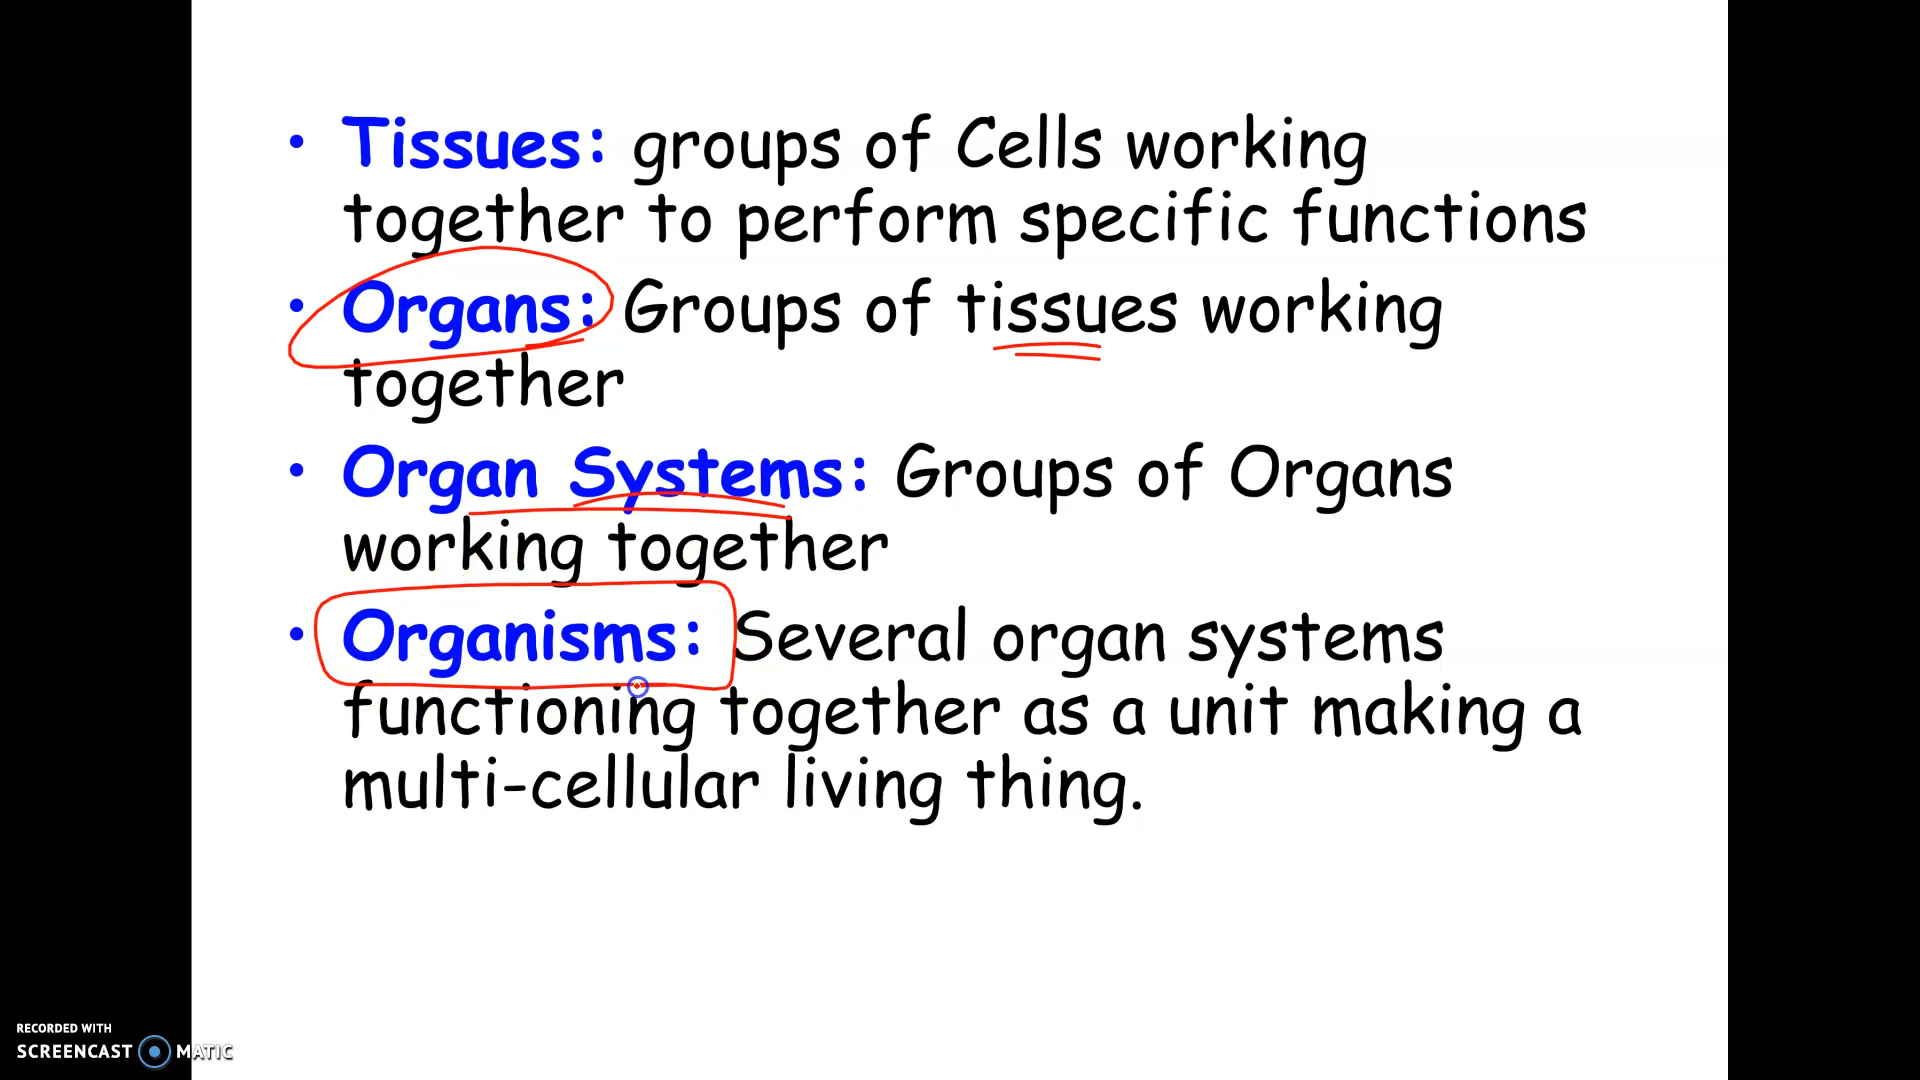 • Tissues: groups of Cells working
together to perform specific functions
• Organs: Groups of tissues working
together
• Organ Systems: Groups of Organs
working together
• Organisms: Several organ systems
functioning together as a unit making a
multi-cellular living thing.
RECORDED WITH
SCREENCAST MATIC